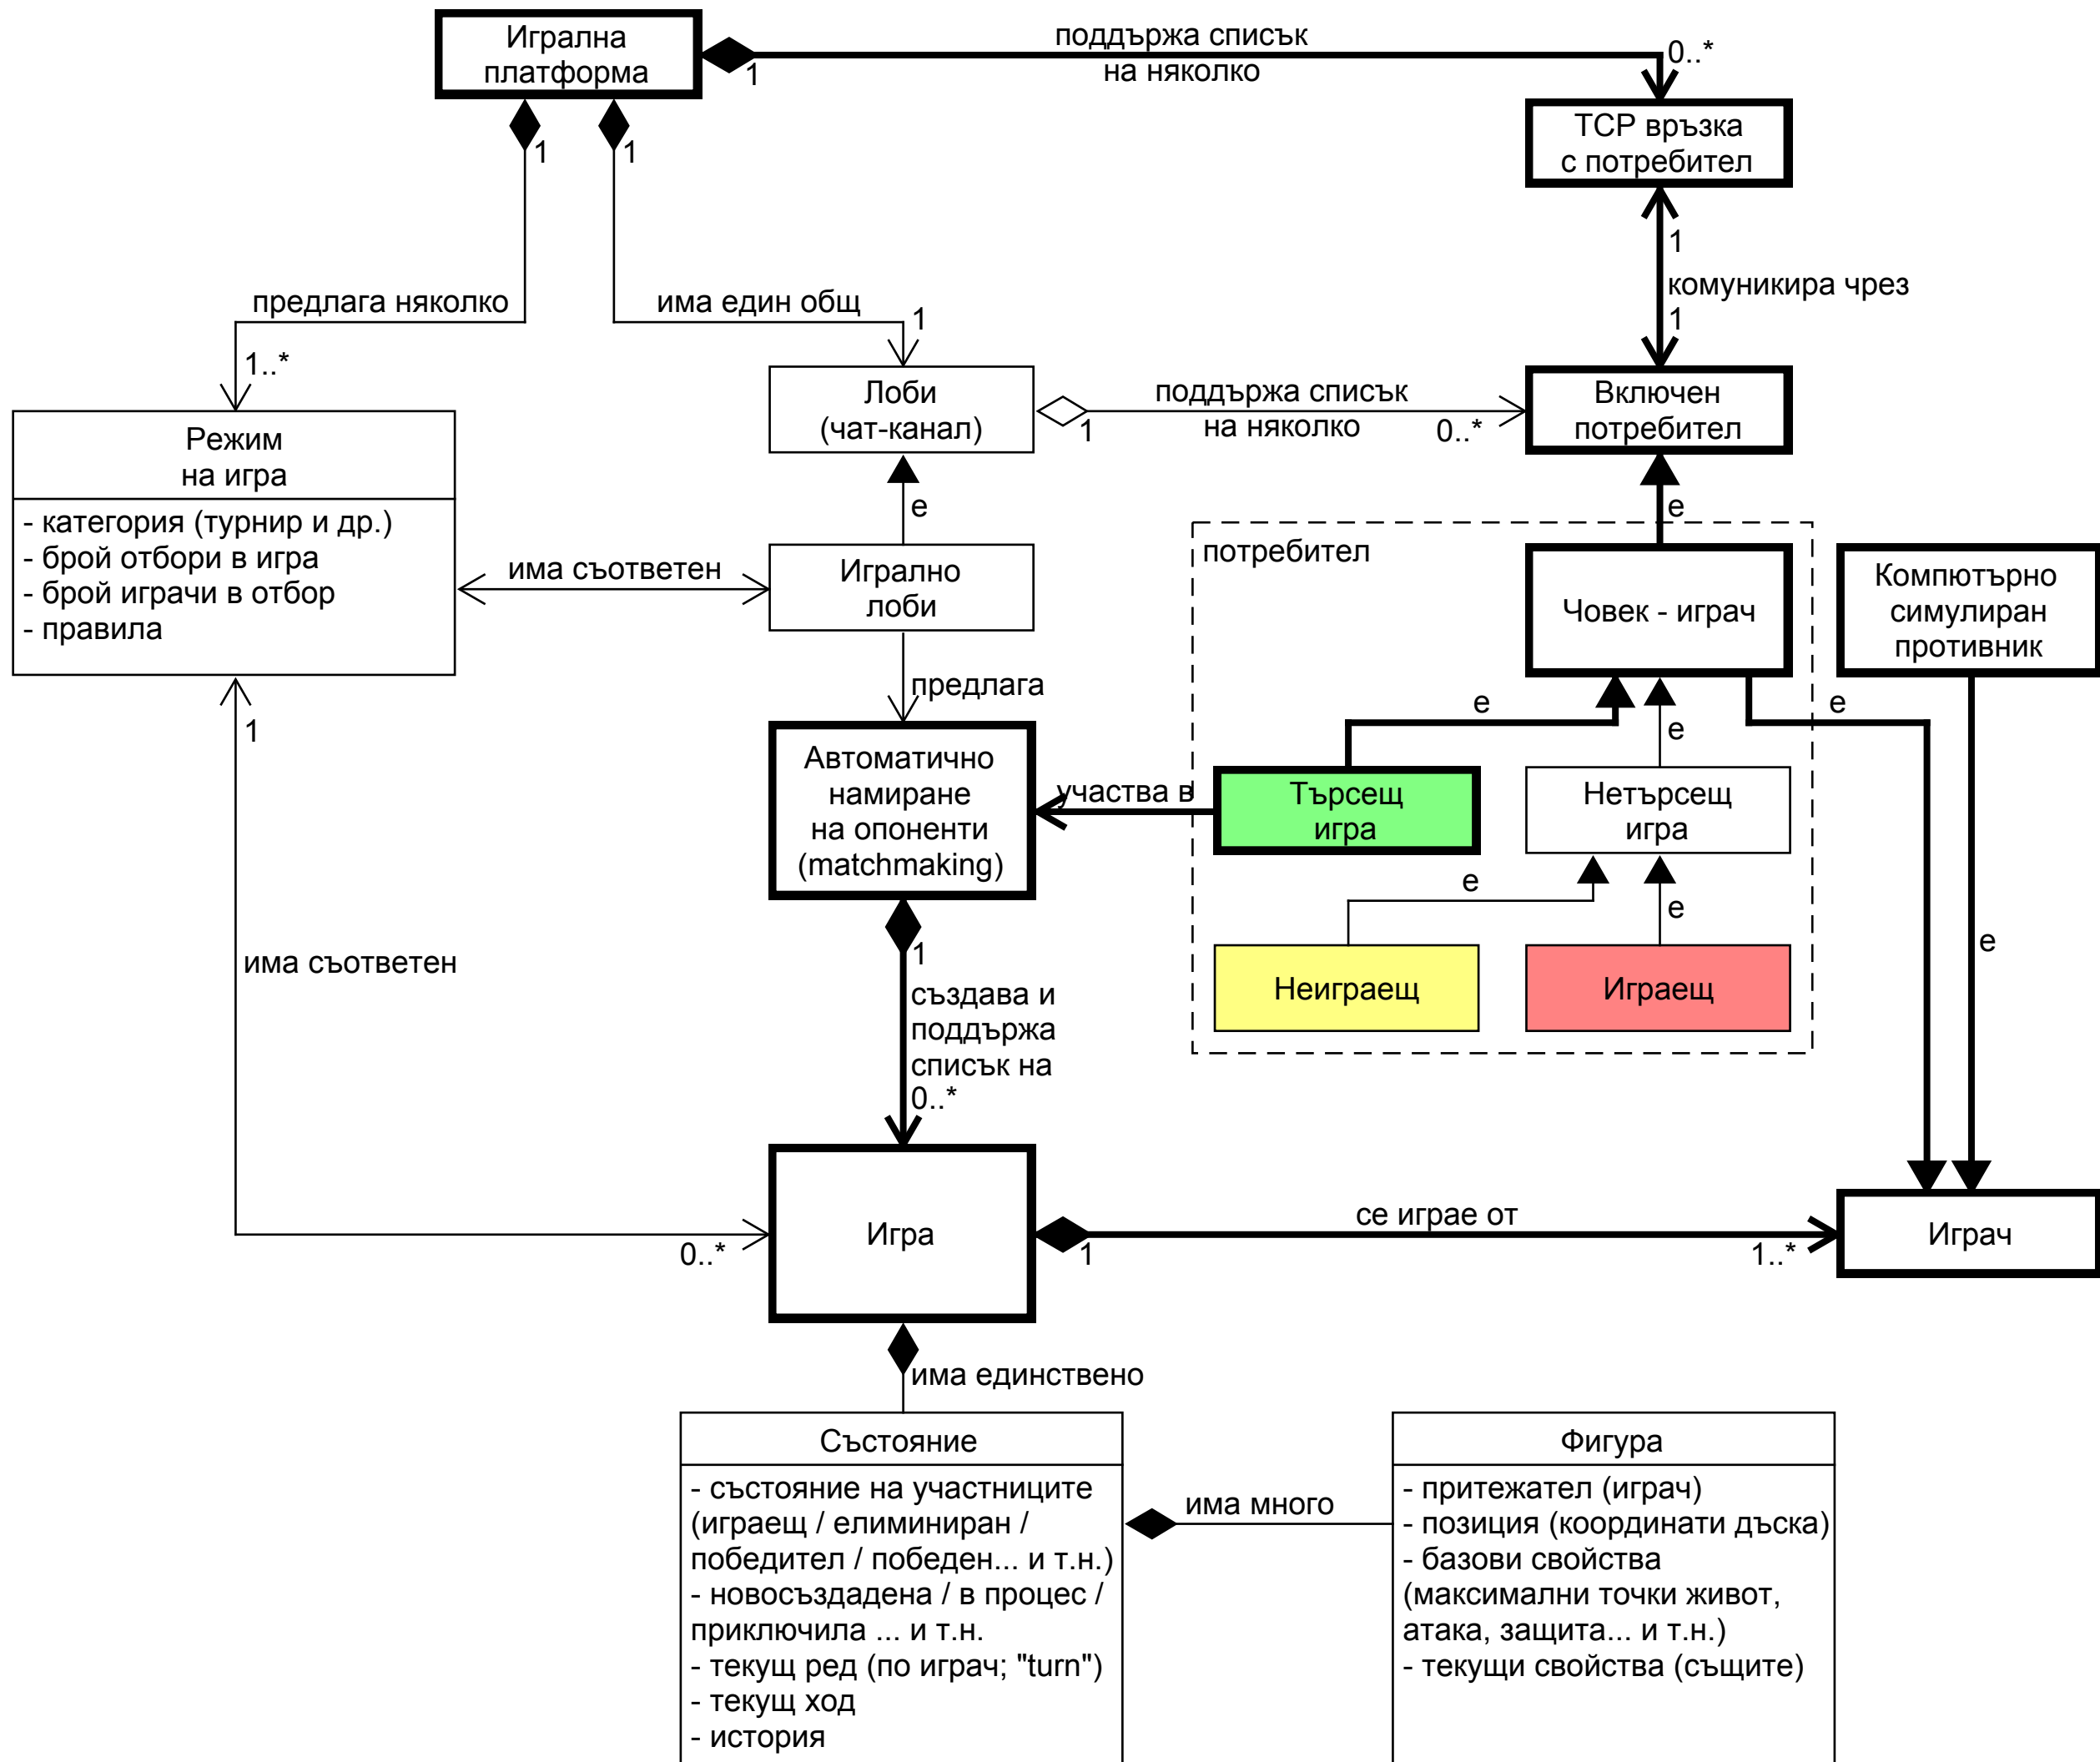 Игрална
платформа
1
поддържа списък
на няколко
0..*
TCP връзка
с потребител
1
1
1
комуникира чрез
1
предлага няколко
има един общ
1
1..*
Лоби
(чат-канал)
1
поддържа списък
на няколко
0..*
Включен
потребител
Режим
на игра
- категория (турнир и др.)
- брой отбори в игра
- брой играчи в отбор
- правила
е
е
потребител
има съответен
Игрално
лоби
Човек - играч
Компютърно
симулиран
противник
предлага
1
е
е
е
Автоматично
намиране
на опоненти
(matchmaking)
участва в
Търсещ
игра
Нетърсещ
игра
е
е
1
е
има съответен
създава и
поддържа
списък на
0..*
Неиграещ
Играещ
Игра
0..*
1
се играе от
1..*
Играч
има единствено
Състояние
- състояние на участниците
(играещ / елиминиран /
победител / победен... и т.н.)
- новосъздадена / в процес /
приключила ... и т.н.
- текущ ред (по играч; "turn")
- текущ ход
- история
има много
Фигура
- притежател (играч)
- позиция (координати дъска)
- базови свойства
(максимални точки живот,
атака, защита... и т.н.)
- текущи свойства (същите)